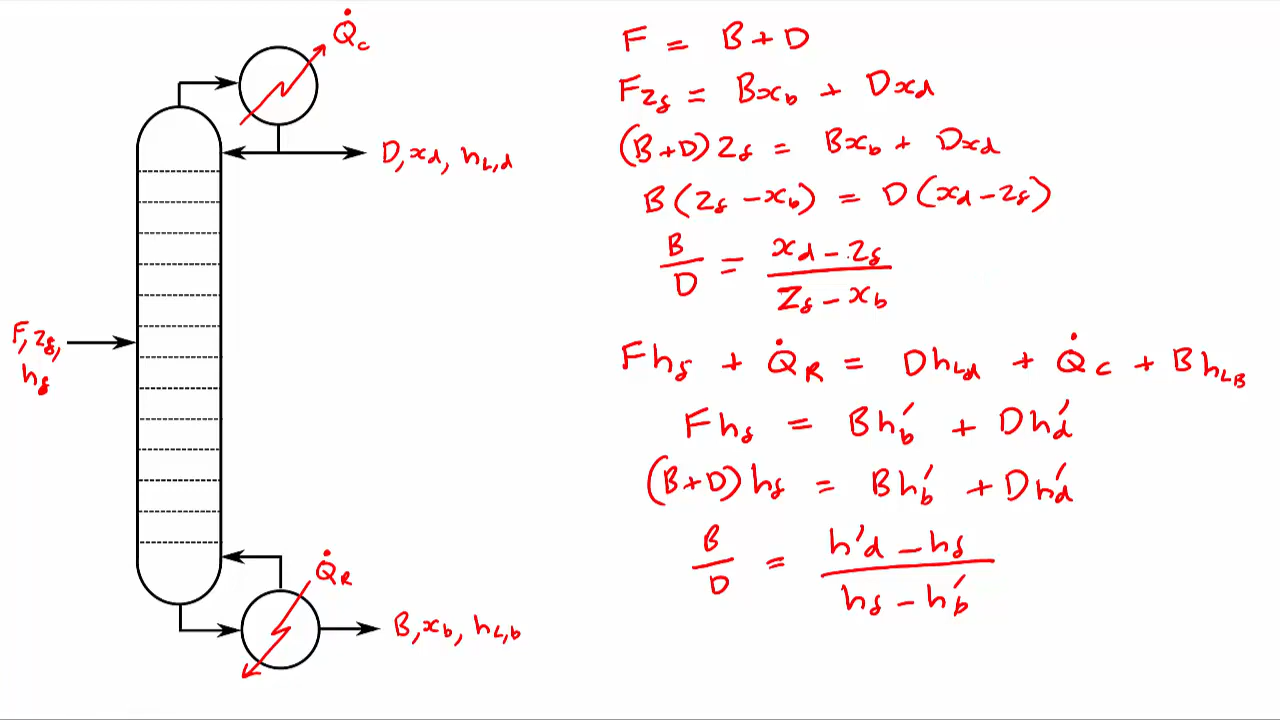 Q̇c
D, xd, hL,d
F, zf,
hf
Q̇R
B, xb, hL,b
F = B + D
Fzf = Bxb + Dxd
(B+D)zf = Bxb + Dxd
B(zf − xb) = D(xd − zf)
B/D = (xd − zf)/(zf − xb)
Fhf + Q̇R = DhLd + Q̇C + BhLB
Fhf = Bh′b + Dh′d
(B+D)hf = Bh′b + Dh′d
B/D = (h′d − hf)/(hf − h′b)